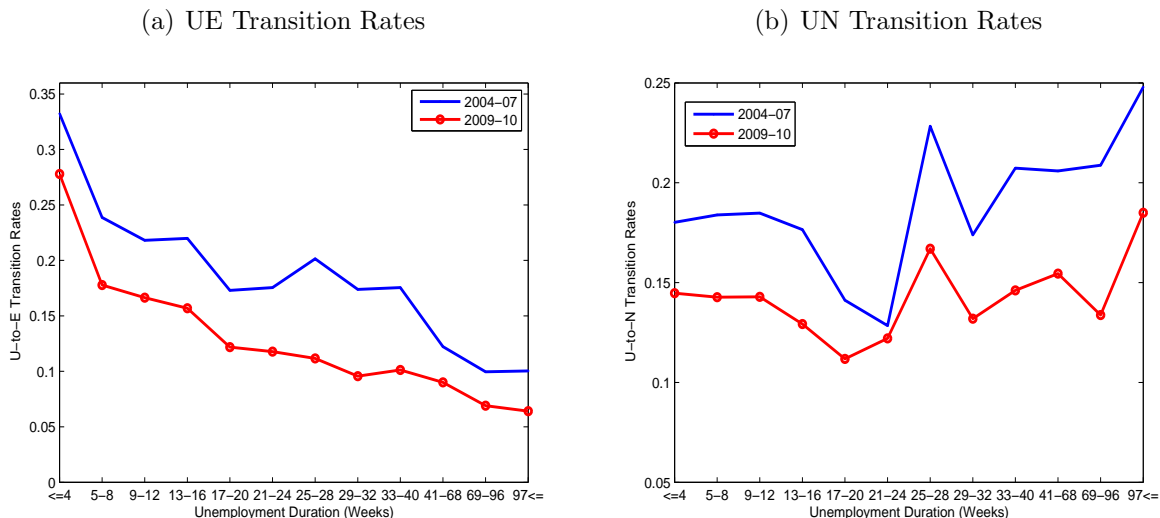 (a) UE Transition Rates
0.35
0.3
0.25
0.2
0.15
0.1
0.05
0
U−to−E Transition Rates
2004−07
2009−10
<=4 5−8 9−12 13−16 17−20 21−24 25−28 29−32 33−40 41−68 69−96 97<=
Unemployment Duration (Weeks)
(b) UN Transition Rates
0.25
0.2
0.15
0.1
0.05
U−to−N Transition Rates
2004−07
2009−10
<=4 5−8 9−12 13−16 17−20 21−24 25−28 29−32 33−40 41−68 69−96 97<=
Unemployment Duration (Weeks)